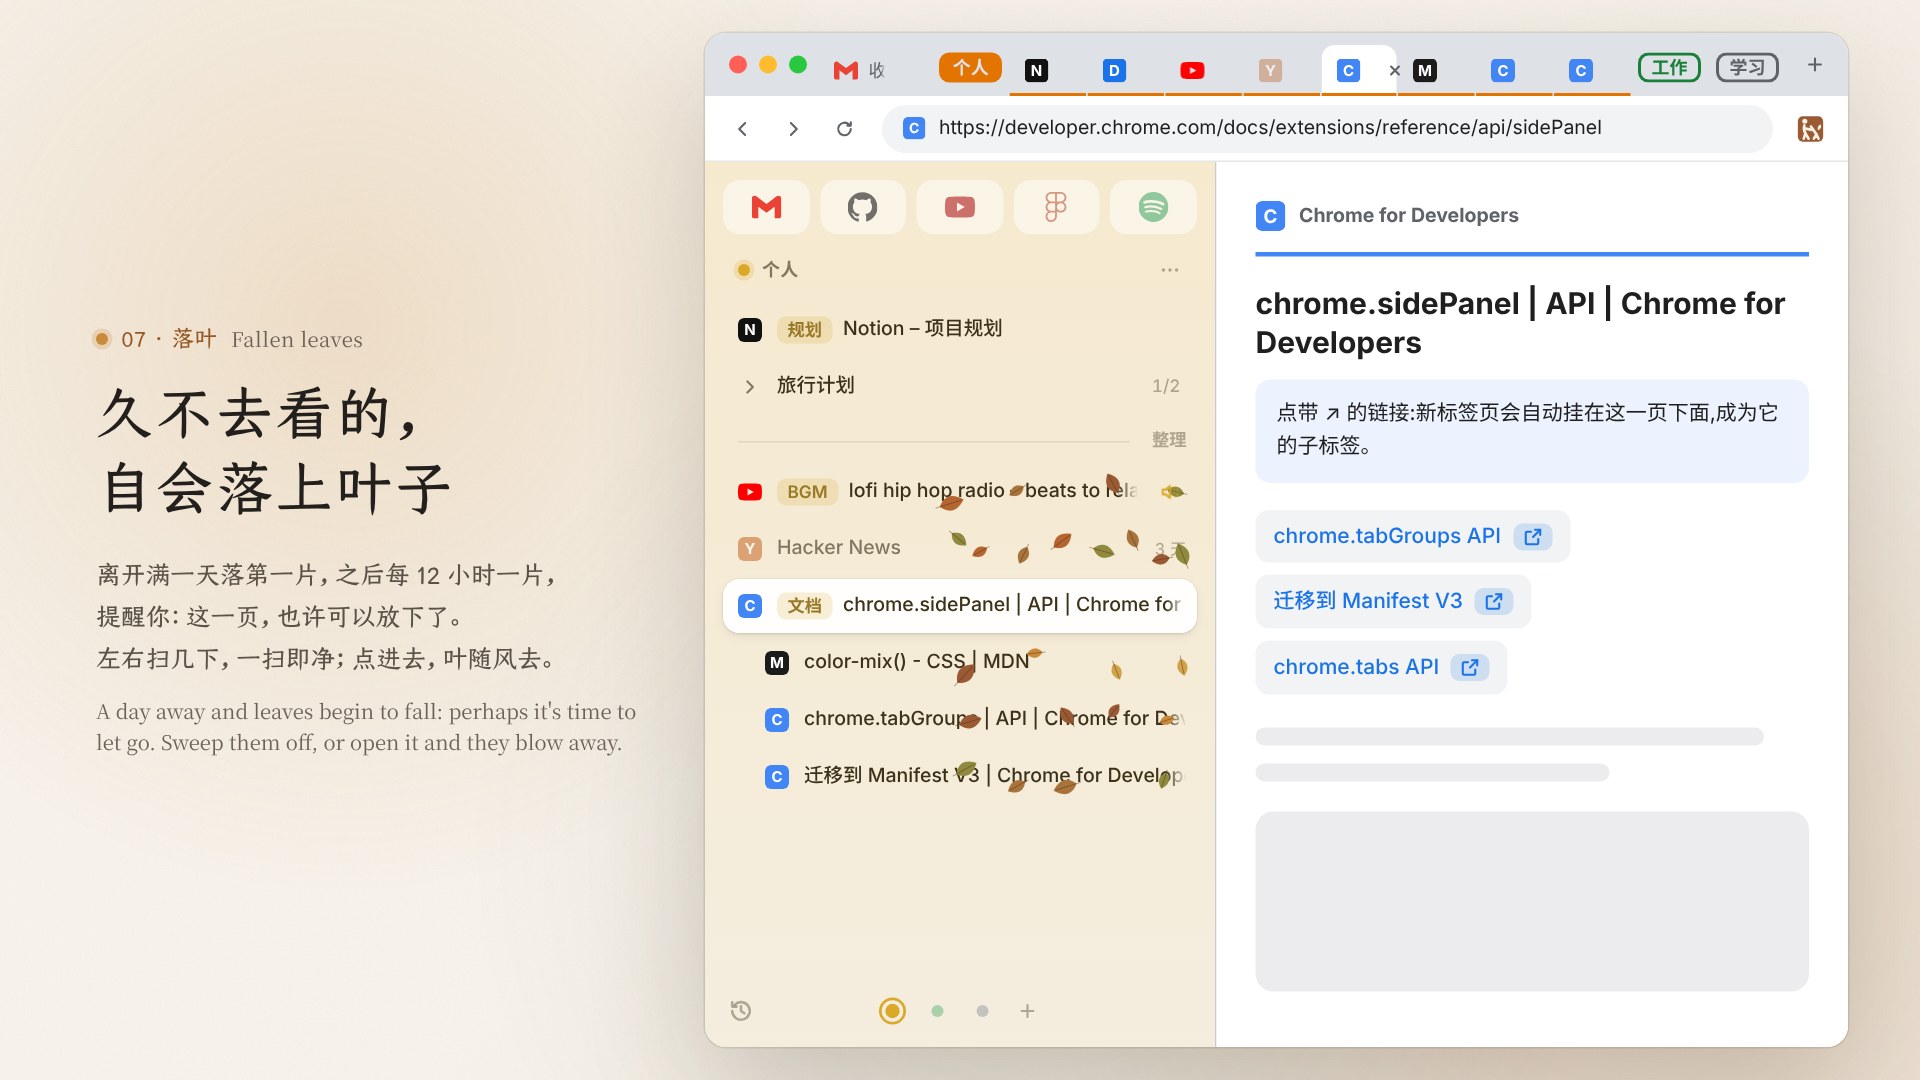 07 · 落叶 Fallen leaves
久不去看的，
自会落上叶子
离开满一天落第一片，之后每 12 小时一片，
提醒你：这一页，也许可以放下了。
左右扫几下，一扫即净；点进去，叶随风去。
A day away and leaves begin to fall: perhaps it's time to
let go. Sweep them off, or open it and they blow away.
收
个人
N
D
Y
C
M
C
C
工作
学习
C https://developer.chrome.com/docs/extensions/reference/api/sidePanel
个人
N 规划 Notion – 项目规划
旅行计划 1/2
整理
BGM lofi hip hop radio beats to rela
Y Hacker News 3 天
C 文档 chrome.sidePanel | API | Chrome for
M color-mix() - CSS | MDN
C chrome.tabGroups | API | Chrome for Dev
C 迁移到 Manifest V3 | Chrome for Develop
C Chrome for Developers
chrome.sidePanel | API | Chrome for
Developers
点带 ↗ 的链接:新标签页会自动挂在这一页下面,成为它
的子标签。
chrome.tabGroups API
迁移到 Manifest V3
chrome.tabs API